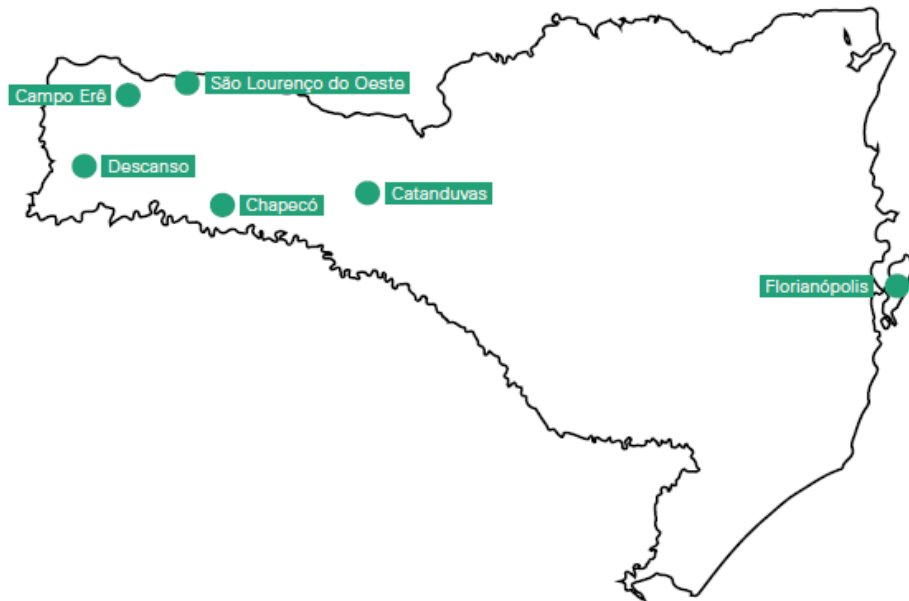 São Lourenço do Oeste
Campo Erê
Descanso
Catanduvas
Chapecó
Florianópolis